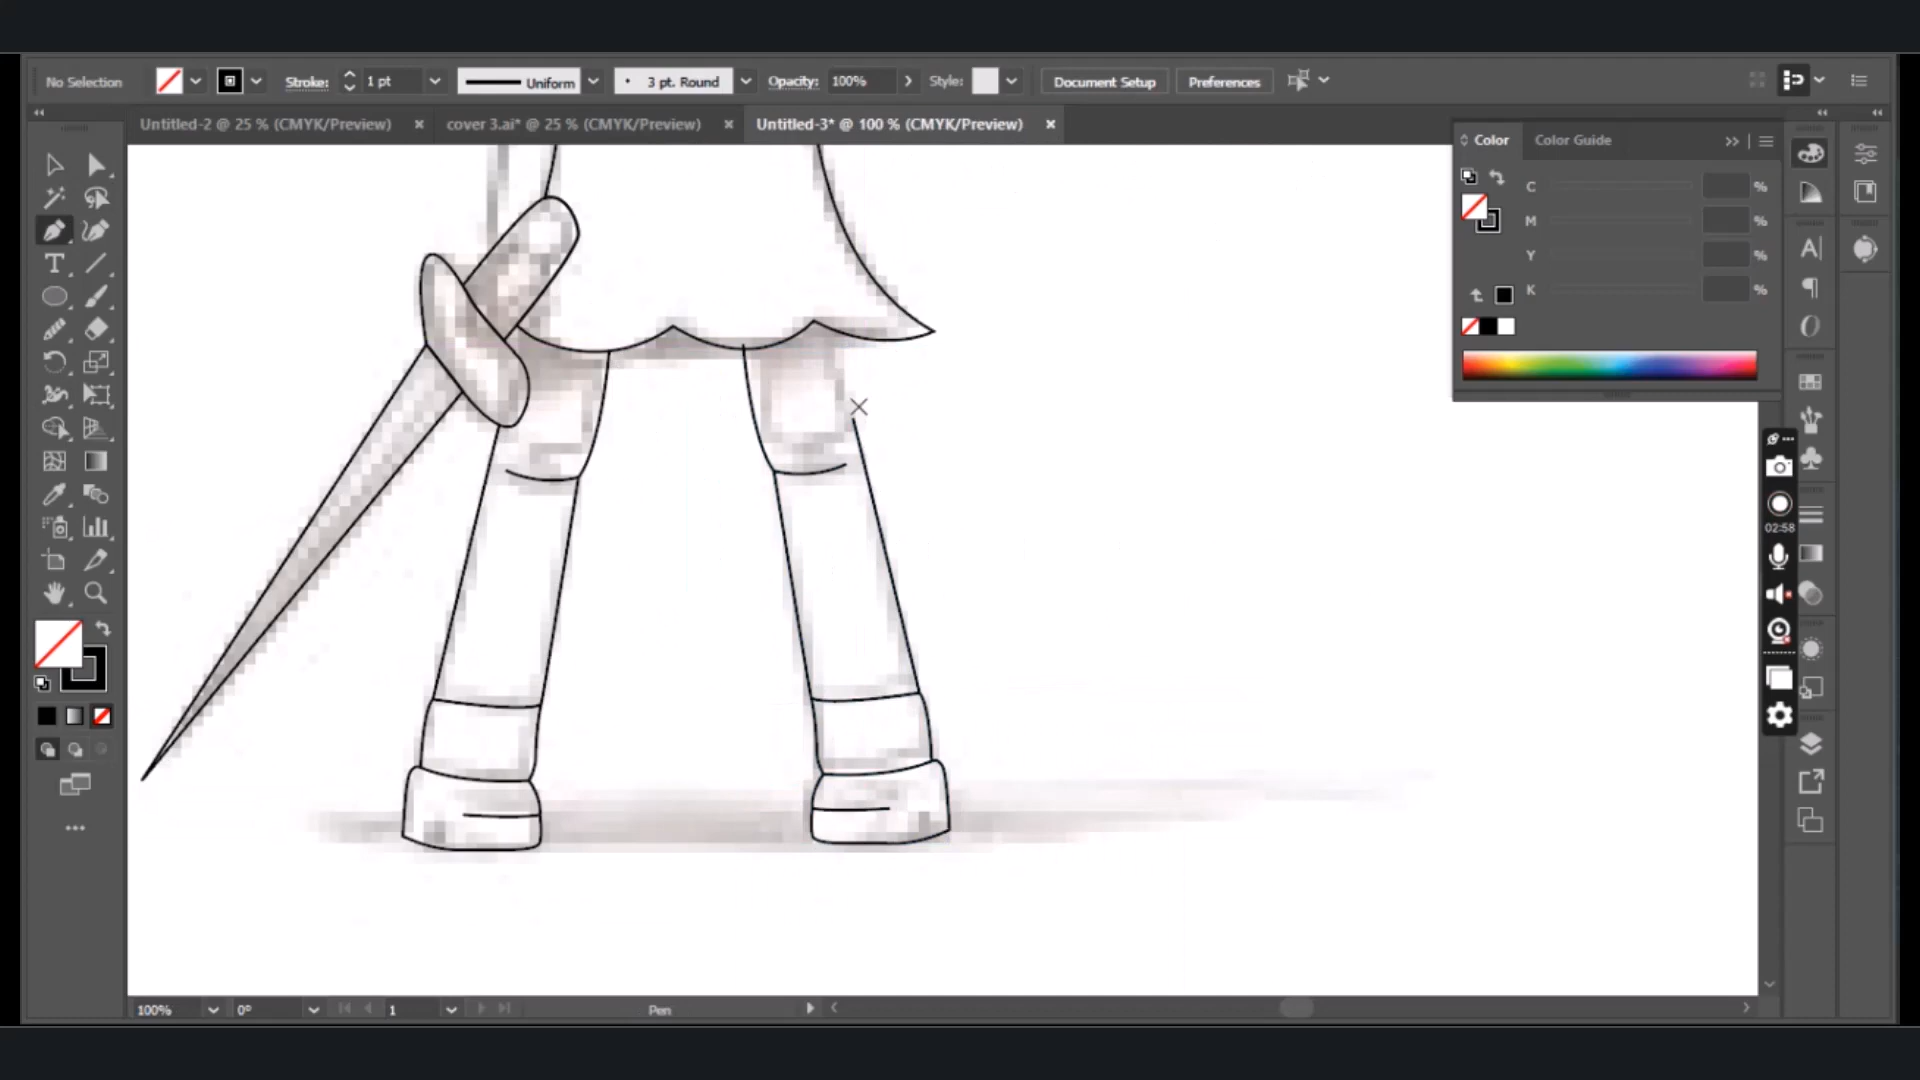 No Selection Stroke: 1 pt Uniform 3 pt. Round Opacity: 100% Style: Document Setup Preferences
Untitled-2 @ 25 % (CMYK/Preview) × cover 3.ai* @ 25 % (CMYK/Preview) × Untitled-3* @ 100 % (CMYK/Preview) ×
Color Color Guide
C %
M %
Y %
K %
02:58
100% 0° 1 Pen